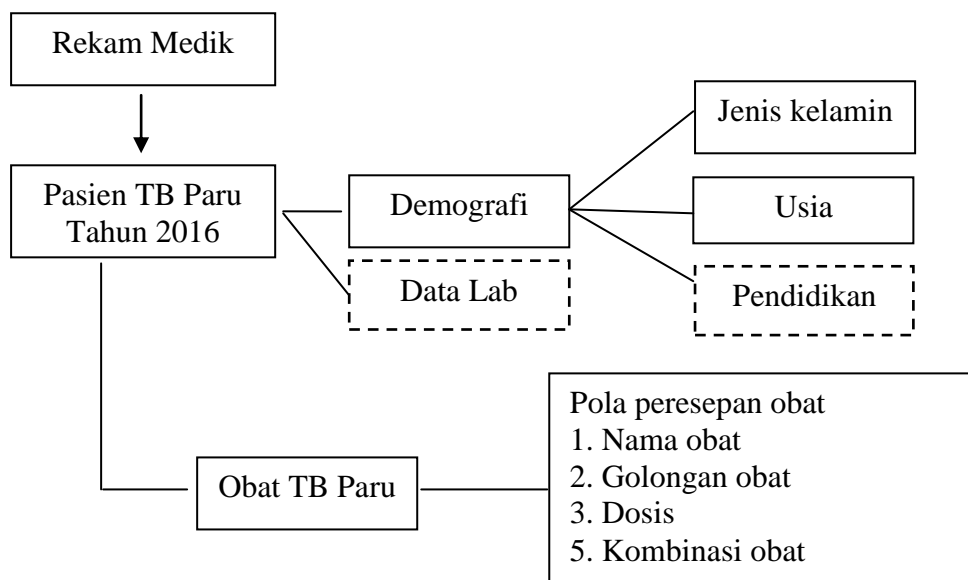 Rekam Medik
Pasien TB Paru
Tahun 2016
Demografi
Data Lab
Jenis kelamin
Usia
Pendidikan
Obat TB Paru
Pola peresepan obat
1. Nama obat
2. Golongan obat
3. Dosis
5. Kombinasi obat